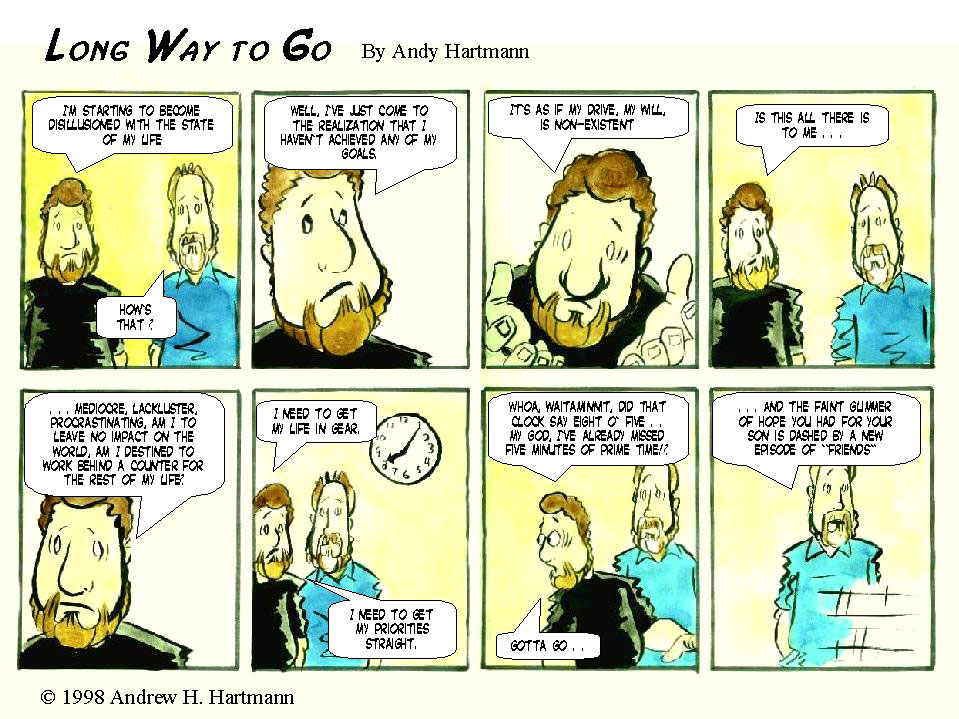 LONG WAY TO GO By Andy Hartmann
I'M STARTING TO BECOME
DISILLUSIONED WITH THE STATE
OF MY LIFE
HOW'S
THAT ?
WELL, I'VE JUST COME TO
THE REALIZATION THAT I
HAVEN'T ACHIEVED ANY OF MY
GOALS.
IT'S AS IF MY DRIVE, MY WILL,
IS NON-EXISTENT
IS THIS ALL THERE IS
TO ME . . .
. . . MEDIOCRE, LACKLUSTER,
PROCRASTINATING, AM I TO
LEAVE NO IMPACT ON THE
WORLD, AM I DESTINED TO
WORK BEHIND A COUNTER FOR
THE REST OF MY LIFE?
I NEED TO GET
MY LIFE IN GEAR.
I NEED TO GET
MY PRIORITIES
STRAIGHT.
WHOA, WAITAMINNIT, DID THAT
CLOCK SAY EIGHT O' FIVE . .
MY GOD, I'VE ALREADY MISSED
FIVE MINUTES OF PRIME TIME!?
GOTTA GO . .
. . . AND THE FAINT GLIMMER
OF HOPE YOU HAD FOR YOUR
SON IS DASHED BY A NEW
EPISODE OF "FRIENDS"
© 1998 Andrew H. Hartmann